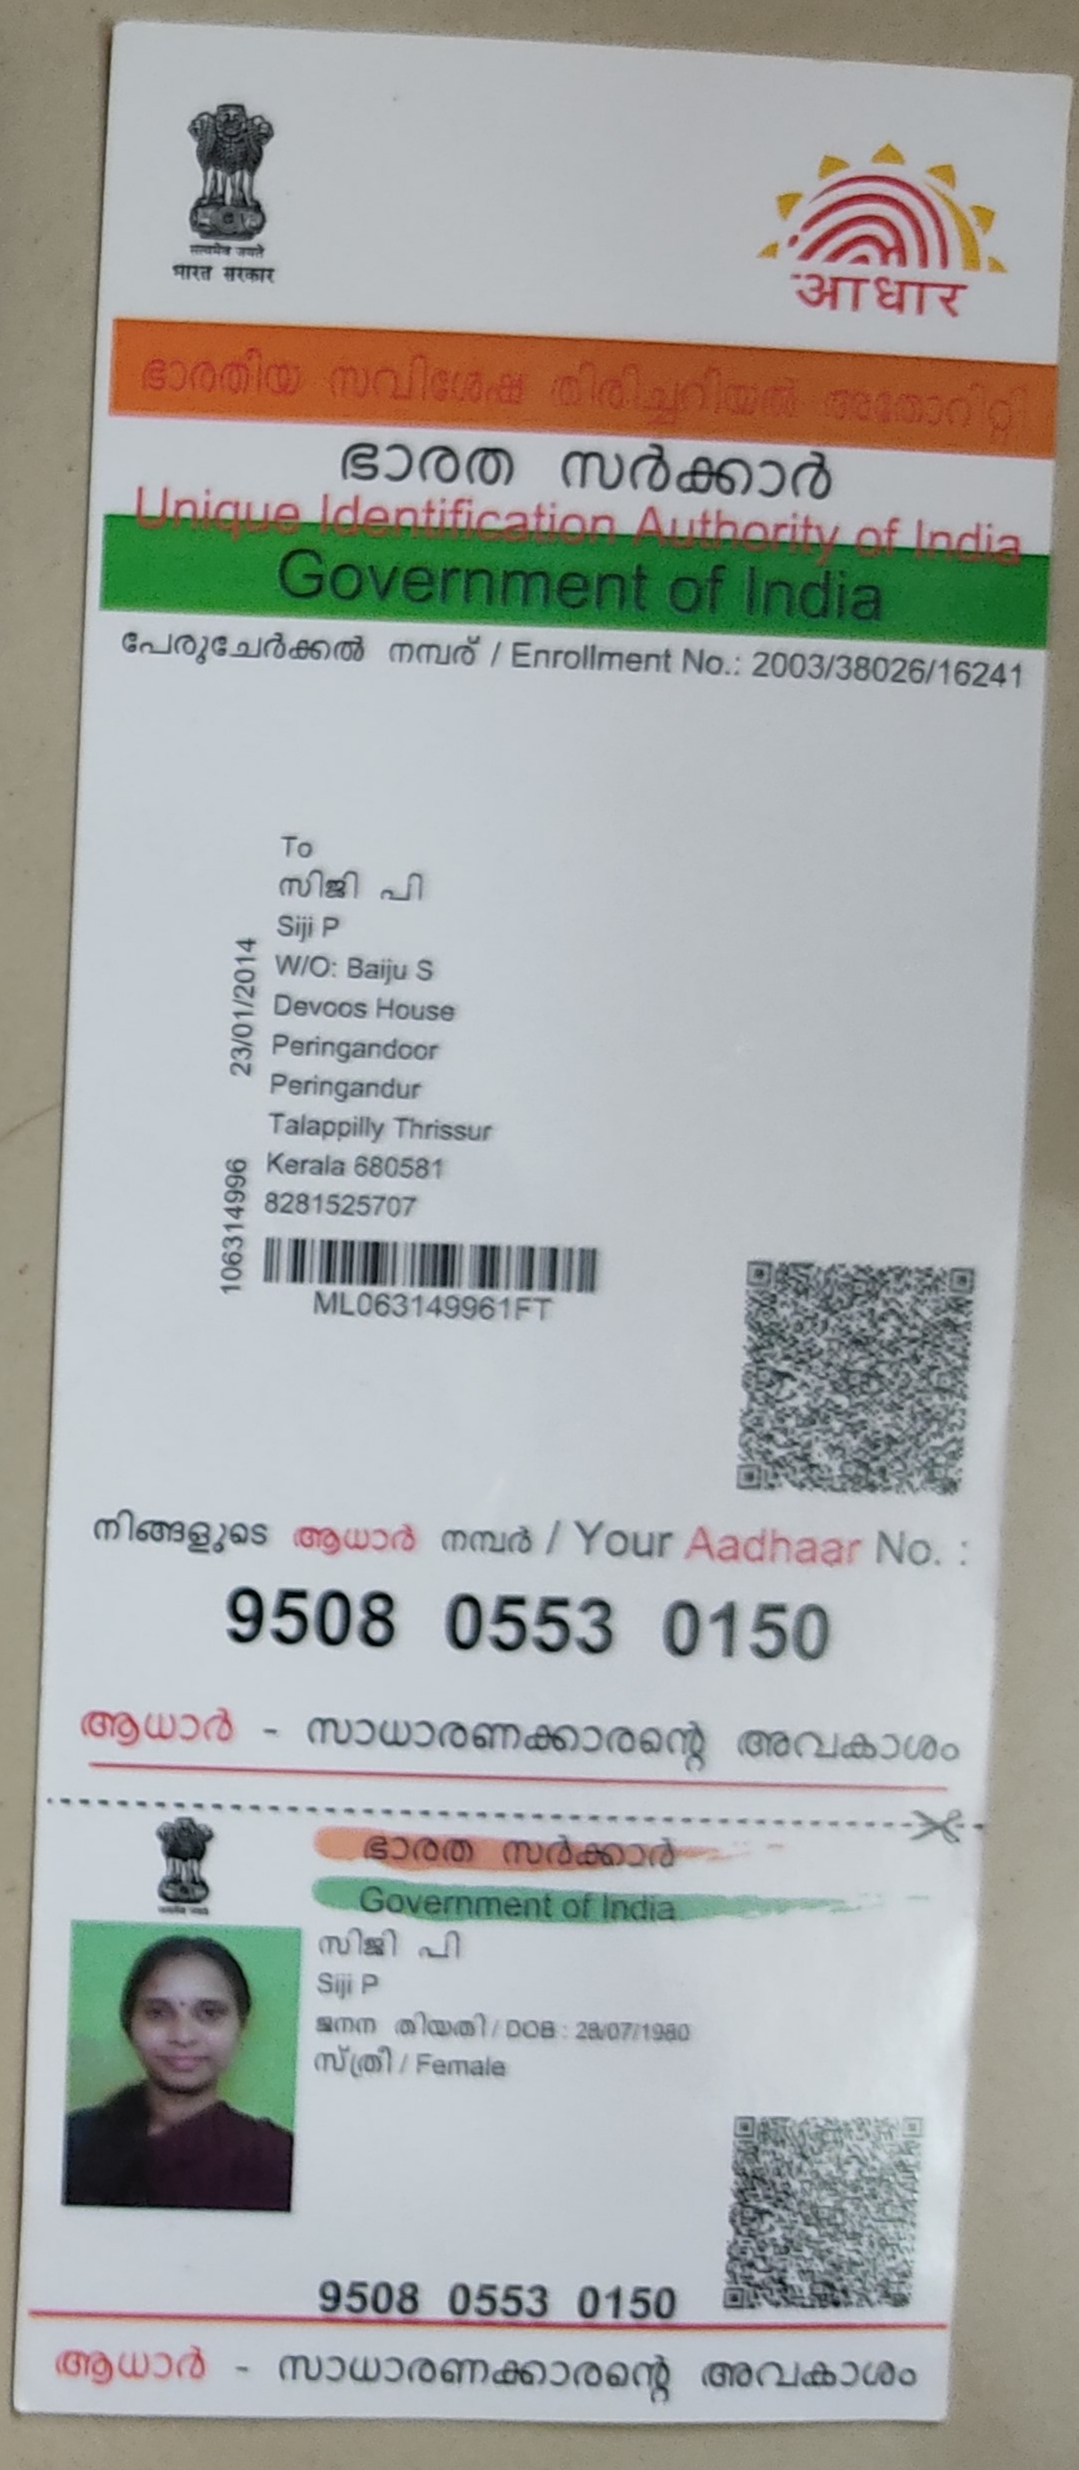 सत्यमेव जयते
भारत सरकार
आधार
ഭാരതീയ സവിശേഷ തിരിച്ചറിയൽ അതോറിറ്റി
ഭാരത സർക്കാർ
Unique Identification Authority of India
Government of India
പേരുചേർക്കൽ നമ്പര് / Enrollment No.: 2003/38026/16241
To
സിജി പി
Siji P
W/O: Baiju S
Devoos House
Peringandoor
Peringandur
Talappilly Thrissur
Kerala 680581
8281525707
23/01/2014
106314996
ML063149961FT
നിങ്ങളുടെ ആധാർ നമ്പർ / Your Aadhaar No. :
9508 0553 0150
ആധാർ - സാധാരണക്കാരന്റെ അവകാശം
ഭാരത സർക്കാർ
Government of India
സിജി പി
Siji P
ജനന തിയതി / DOB : 28/07/1980
സ്ത്രീ / Female
9508 0553 0150
ആധാർ - സാധാരണക്കാരന്റെ അവകാശം